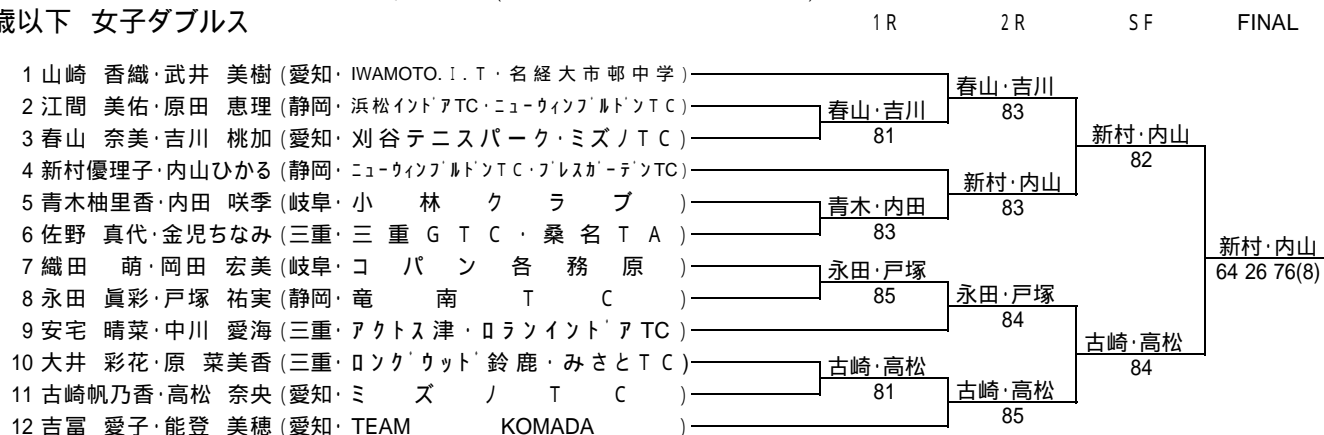 歳以下 女子ダブルス 1R 2R SF FINAL
1 山崎 香織・武井 美樹 (愛知・ IWAMOTO.I.T・名経大市邨中学)
春山・吉川
2 江間 美佑・原田 恵理 (静岡・浜松インドアTC・ニューウィンブルドンTC)
春山・吉川 83
3 春山 奈美・吉川 桃加 (愛知・刈谷テニスパーク・ミズノTC)
81 新村・内山
4 新村優理子・内山ひかる (静岡・ニューウィンブルドンTC・プレスガーデンTC)
82
新村・内山
5 青木柚里香・内田 咲季 (岐阜・小林クラブ)
青木・内田 83
6 佐野 真代・金児ちなみ (三重・三重GTC・桑名TA)
83 新村・内山
7 織田 萌・岡田 宏美 (岐阜・コパン各務原)
永田・戸塚 64 26 76(8)
8 永田 眞彩・戸塚 祐実 (静岡・竜南TC)
85 永田・戸塚
9 安宅 晴菜・中川 愛海 (三重・アクトス津・ロランインドアTC)
84
古崎・高松
10 大井 彩花・原 菜美香 (三重・ロングウッド鈴鹿・みさとTC)
古崎・高松 84
11 古崎帆乃香・高松 奈央 (愛知・ミズノTC)
81 古崎・高松
12 吉冨 愛子・能登 美穂 (愛知・TEAM KOMADA)
85